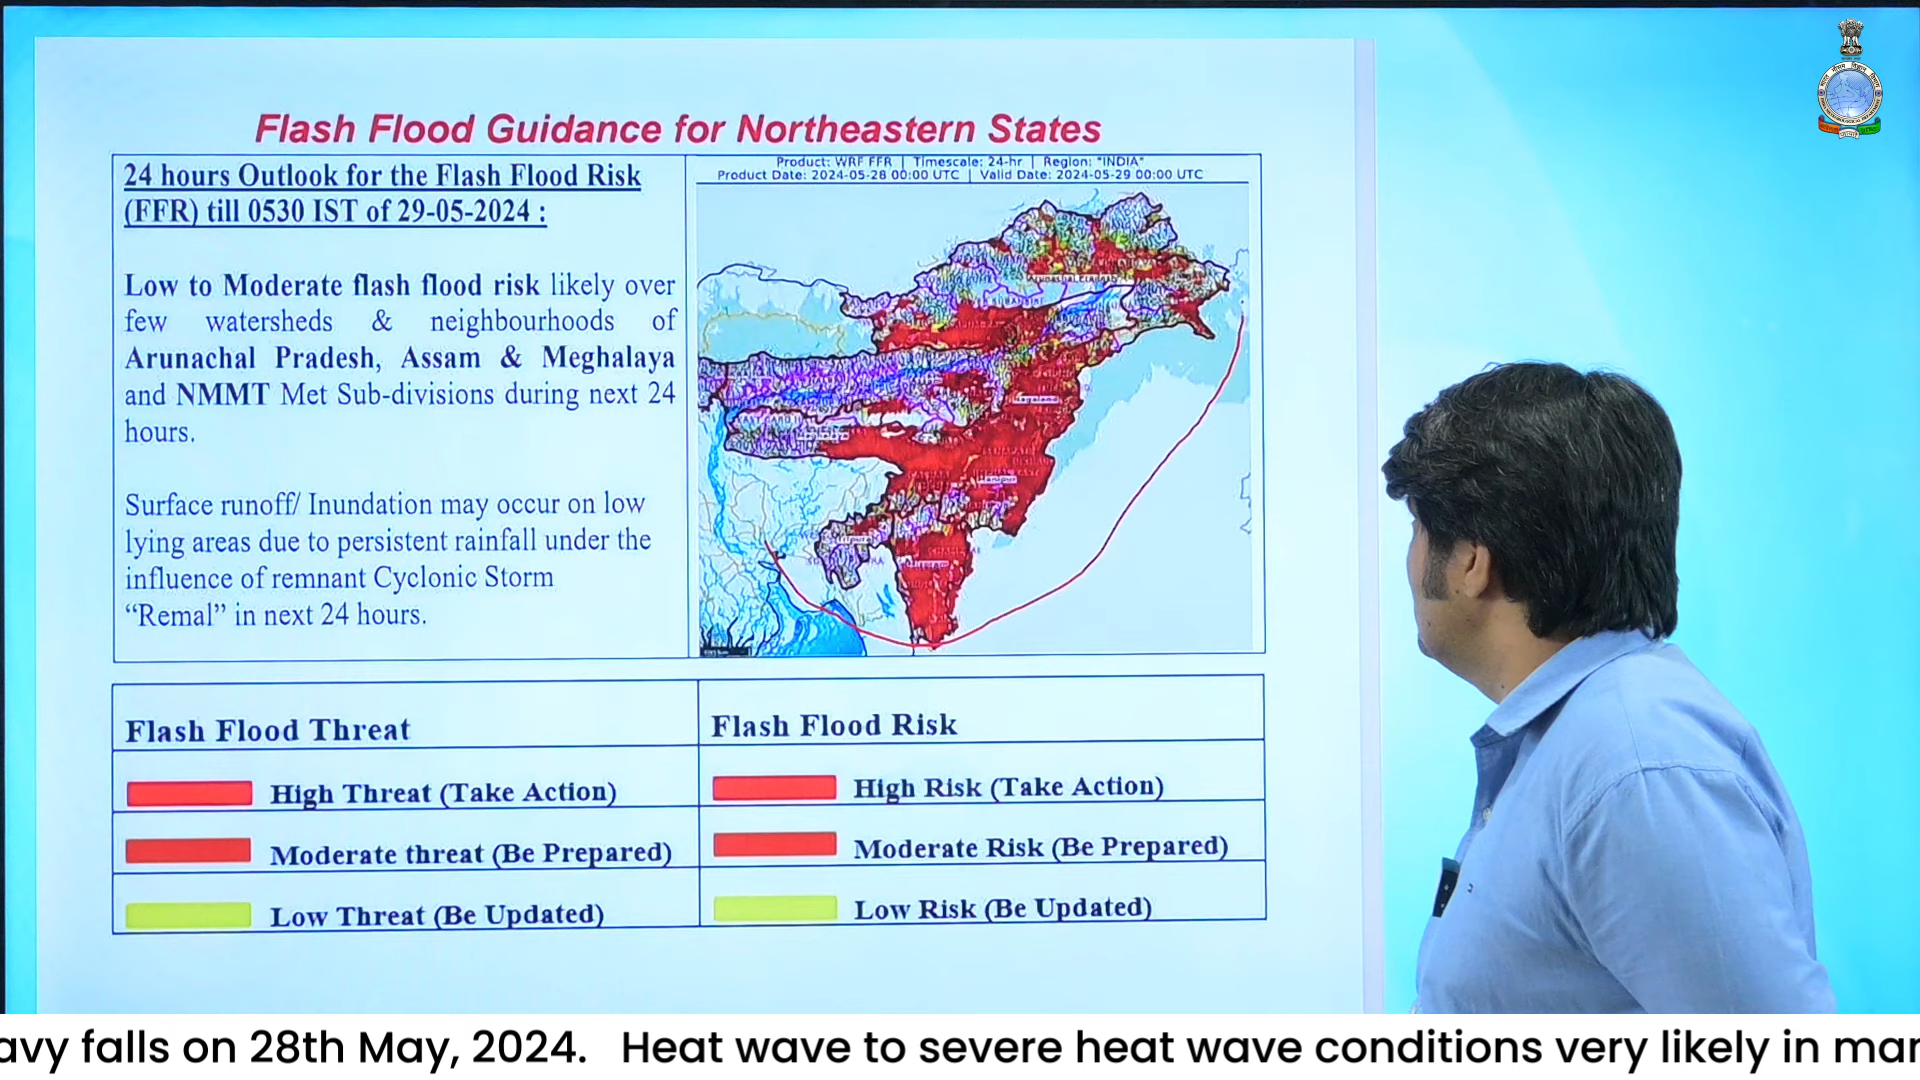 Flash Flood Guidance for Northeastern States
24 hours Outlook for the Flash Flood Risk
(FFR) till 0530 IST of 29-05-2024 :
Low to Moderate flash flood risk likely over
few watersheds & neighbourhoods of
Arunachal Pradesh, Assam & Meghalaya
and NMMT Met Sub-divisions during next 24
hours.
Surface runoff/ Inundation may occur on low
lying areas due to persistent rainfall under the
influence of remnant Cyclonic Storm
“Remal” in next 24 hours.
Product: WRF FFR | Timescale: 24-hr | Region: "INDIA"
Product Date: 2024-05-28 00:00 UTC | Valid Date: 2024-05-29 00:00 UTC
Arunachal Pradesh
Nagaland
Meghalaya
Manipur
Tripura
Mizoram
Flash Flood Threat
High Threat (Take Action)
Moderate threat (Be Prepared)
Low Threat (Be Updated)
Flash Flood Risk
High Risk (Take Action)
Moderate Risk (Be Prepared)
Low Risk (Be Updated)
avy falls on 28th May, 2024. Heat wave to severe heat wave conditions very likely in mar